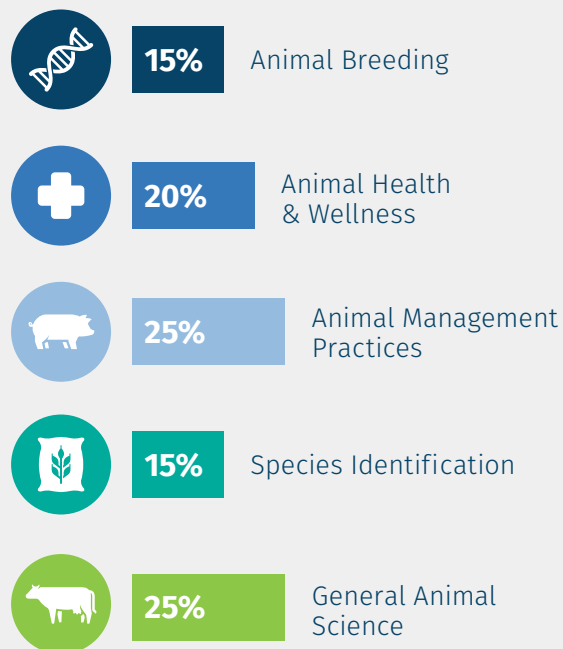 15%
Animal Breeding
20%
Animal Health
& Wellness
25%
Animal Management
Practices
15%
Species Identification
25%
General Animal
Science